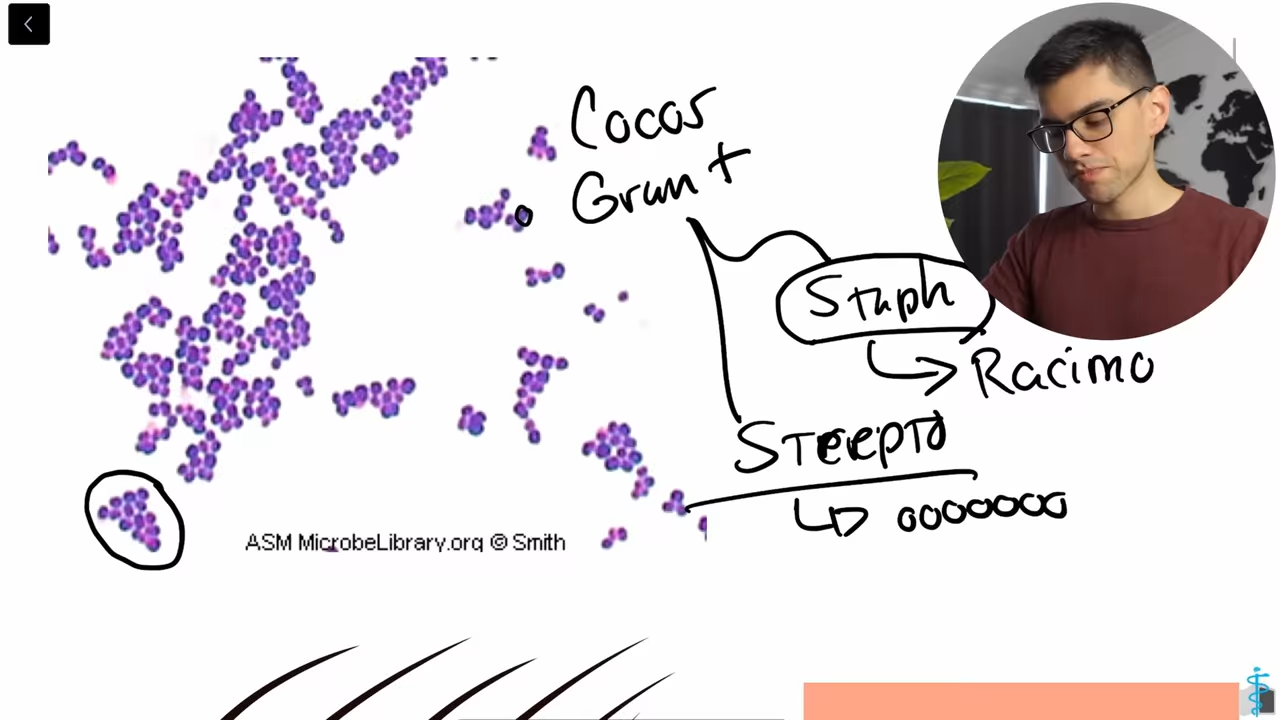 Cocos
Gram +
Staph
Racimo
STREPTO
ASM MicrobeLibrary.org © Smith